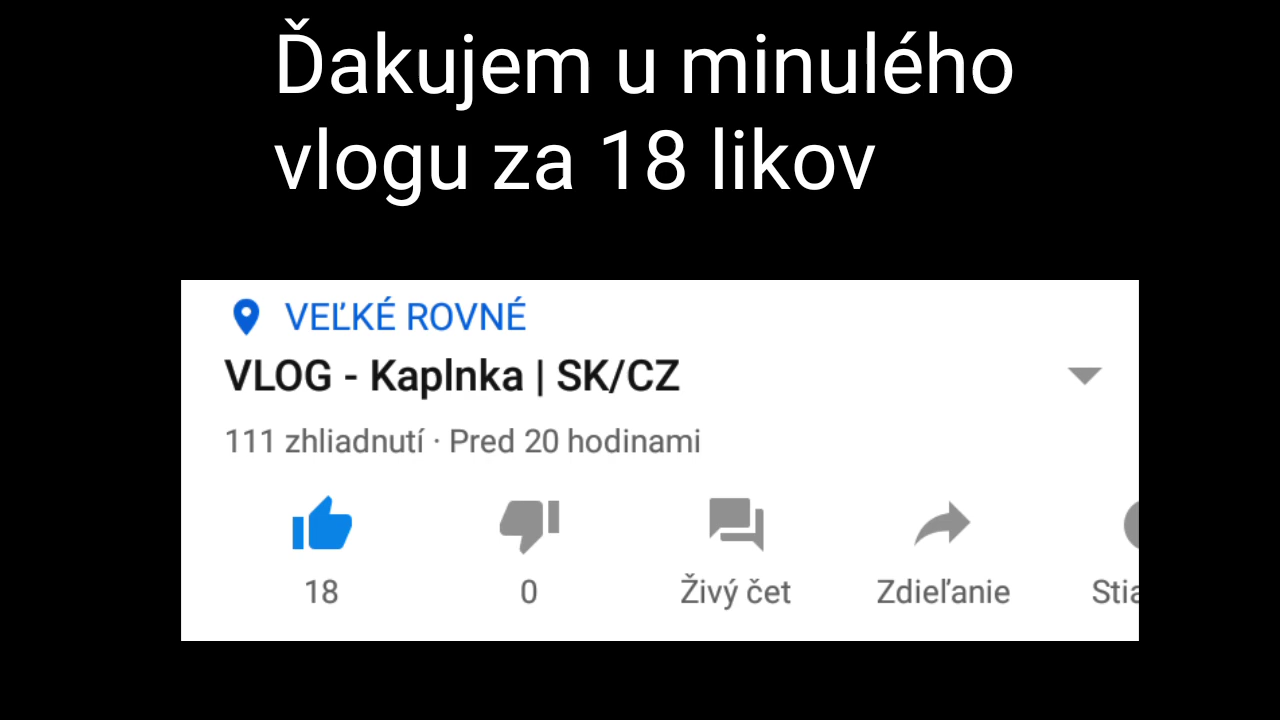 Ďakujem u minulého
vlogu za 18 likov
VEĽKÉ ROVNÉ
VLOG - Kaplnka | SK/CZ
111 zhliadnutí · Pred 20 hodinami
18 0
Živý čet Zdieľanie Stia